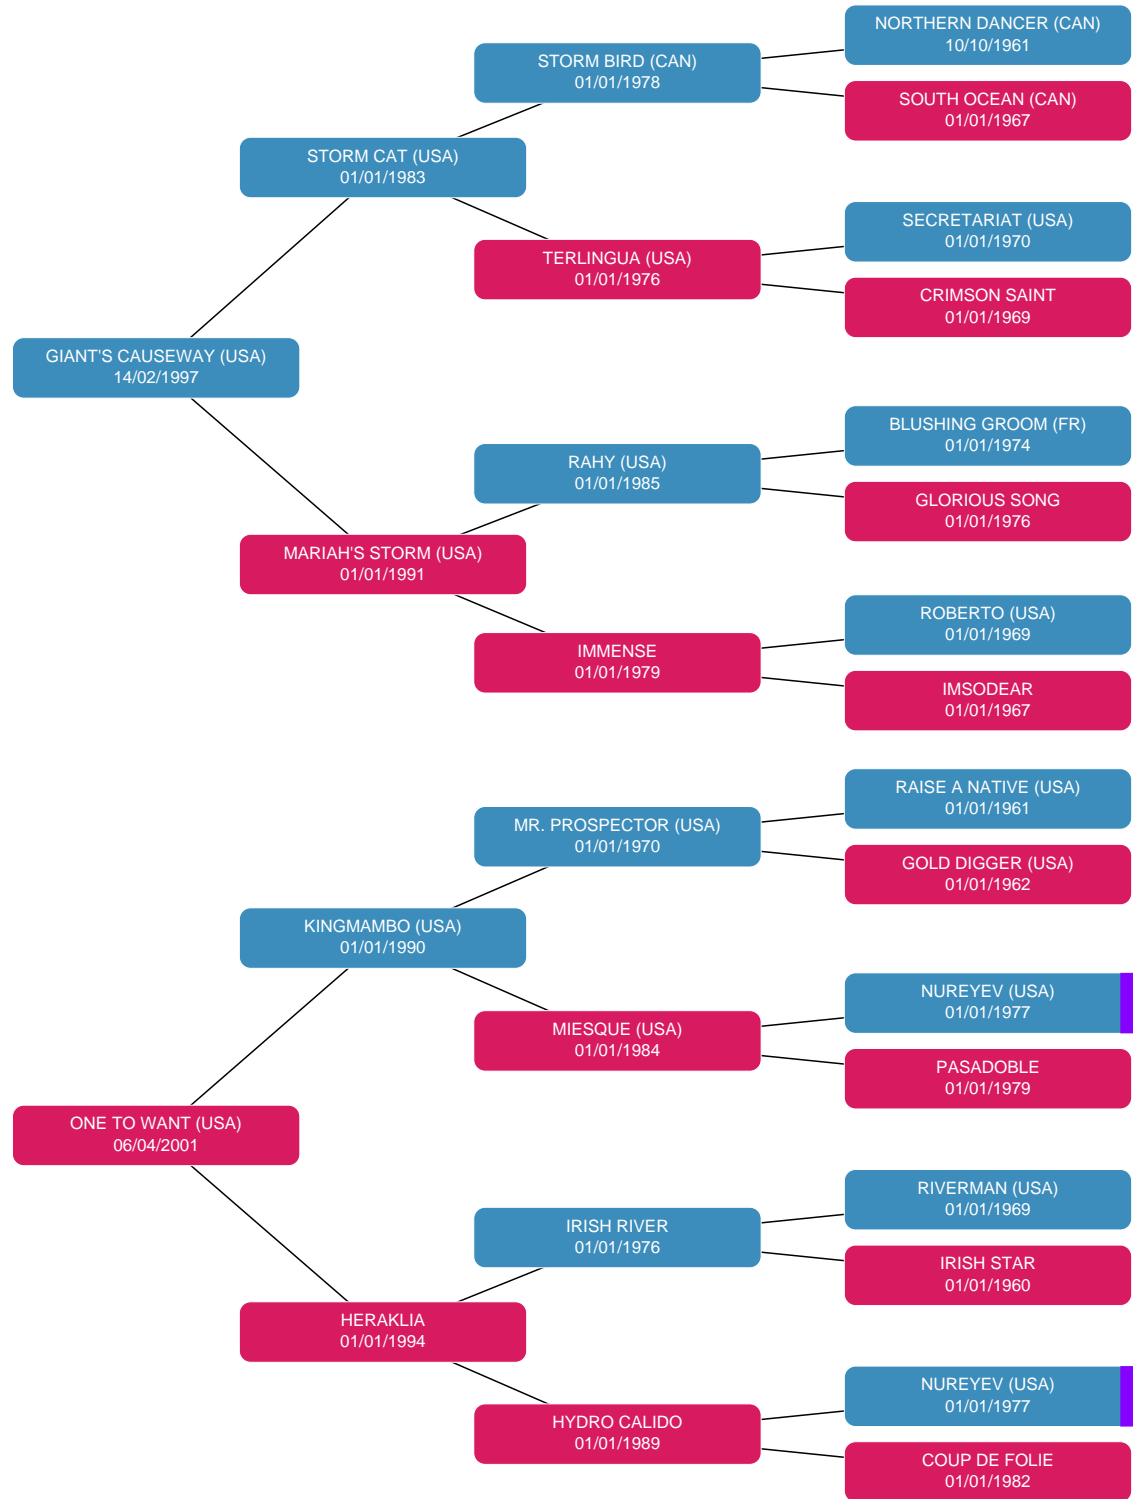 NORTHERN DANCER (CAN)
10/10/1961
STORM BIRD (CAN)
01/01/1978
SOUTH OCEAN (CAN)
01/01/1967
STORM CAT (USA)
01/01/1983
SECRETARIAT (USA)
01/01/1970
TERLINGUA (USA)
01/01/1976
CRIMSON SAINT
01/01/1969
GIANT'S CAUSEWAY (USA)
14/02/1997
BLUSHING GROOM (FR)
01/01/1974
RAHY (USA)
01/01/1985
GLORIOUS SONG
01/01/1976
MARIAH'S STORM (USA)
01/01/1991
ROBERTO (USA)
01/01/1969
IMMENSE
01/01/1979
IMSODEAR
01/01/1967
RAISE A NATIVE (USA)
01/01/1961
MR. PROSPECTOR (USA)
01/01/1970
GOLD DIGGER (USA)
01/01/1962
KINGMAMBO (USA)
01/01/1990
NUREYEV (USA)
01/01/1977
MIESQUE (USA)
01/01/1984
PASADOBLE
01/01/1979
ONE TO WANT (USA)
06/04/2001
RIVERMAN (USA)
01/01/1969
IRISH RIVER
01/01/1976
IRISH STAR
01/01/1960
HERAKLIA
01/01/1994
NUREYEV (USA)
01/01/1977
HYDRO CALIDO
01/01/1989
COUP DE FOLIE
01/01/1982